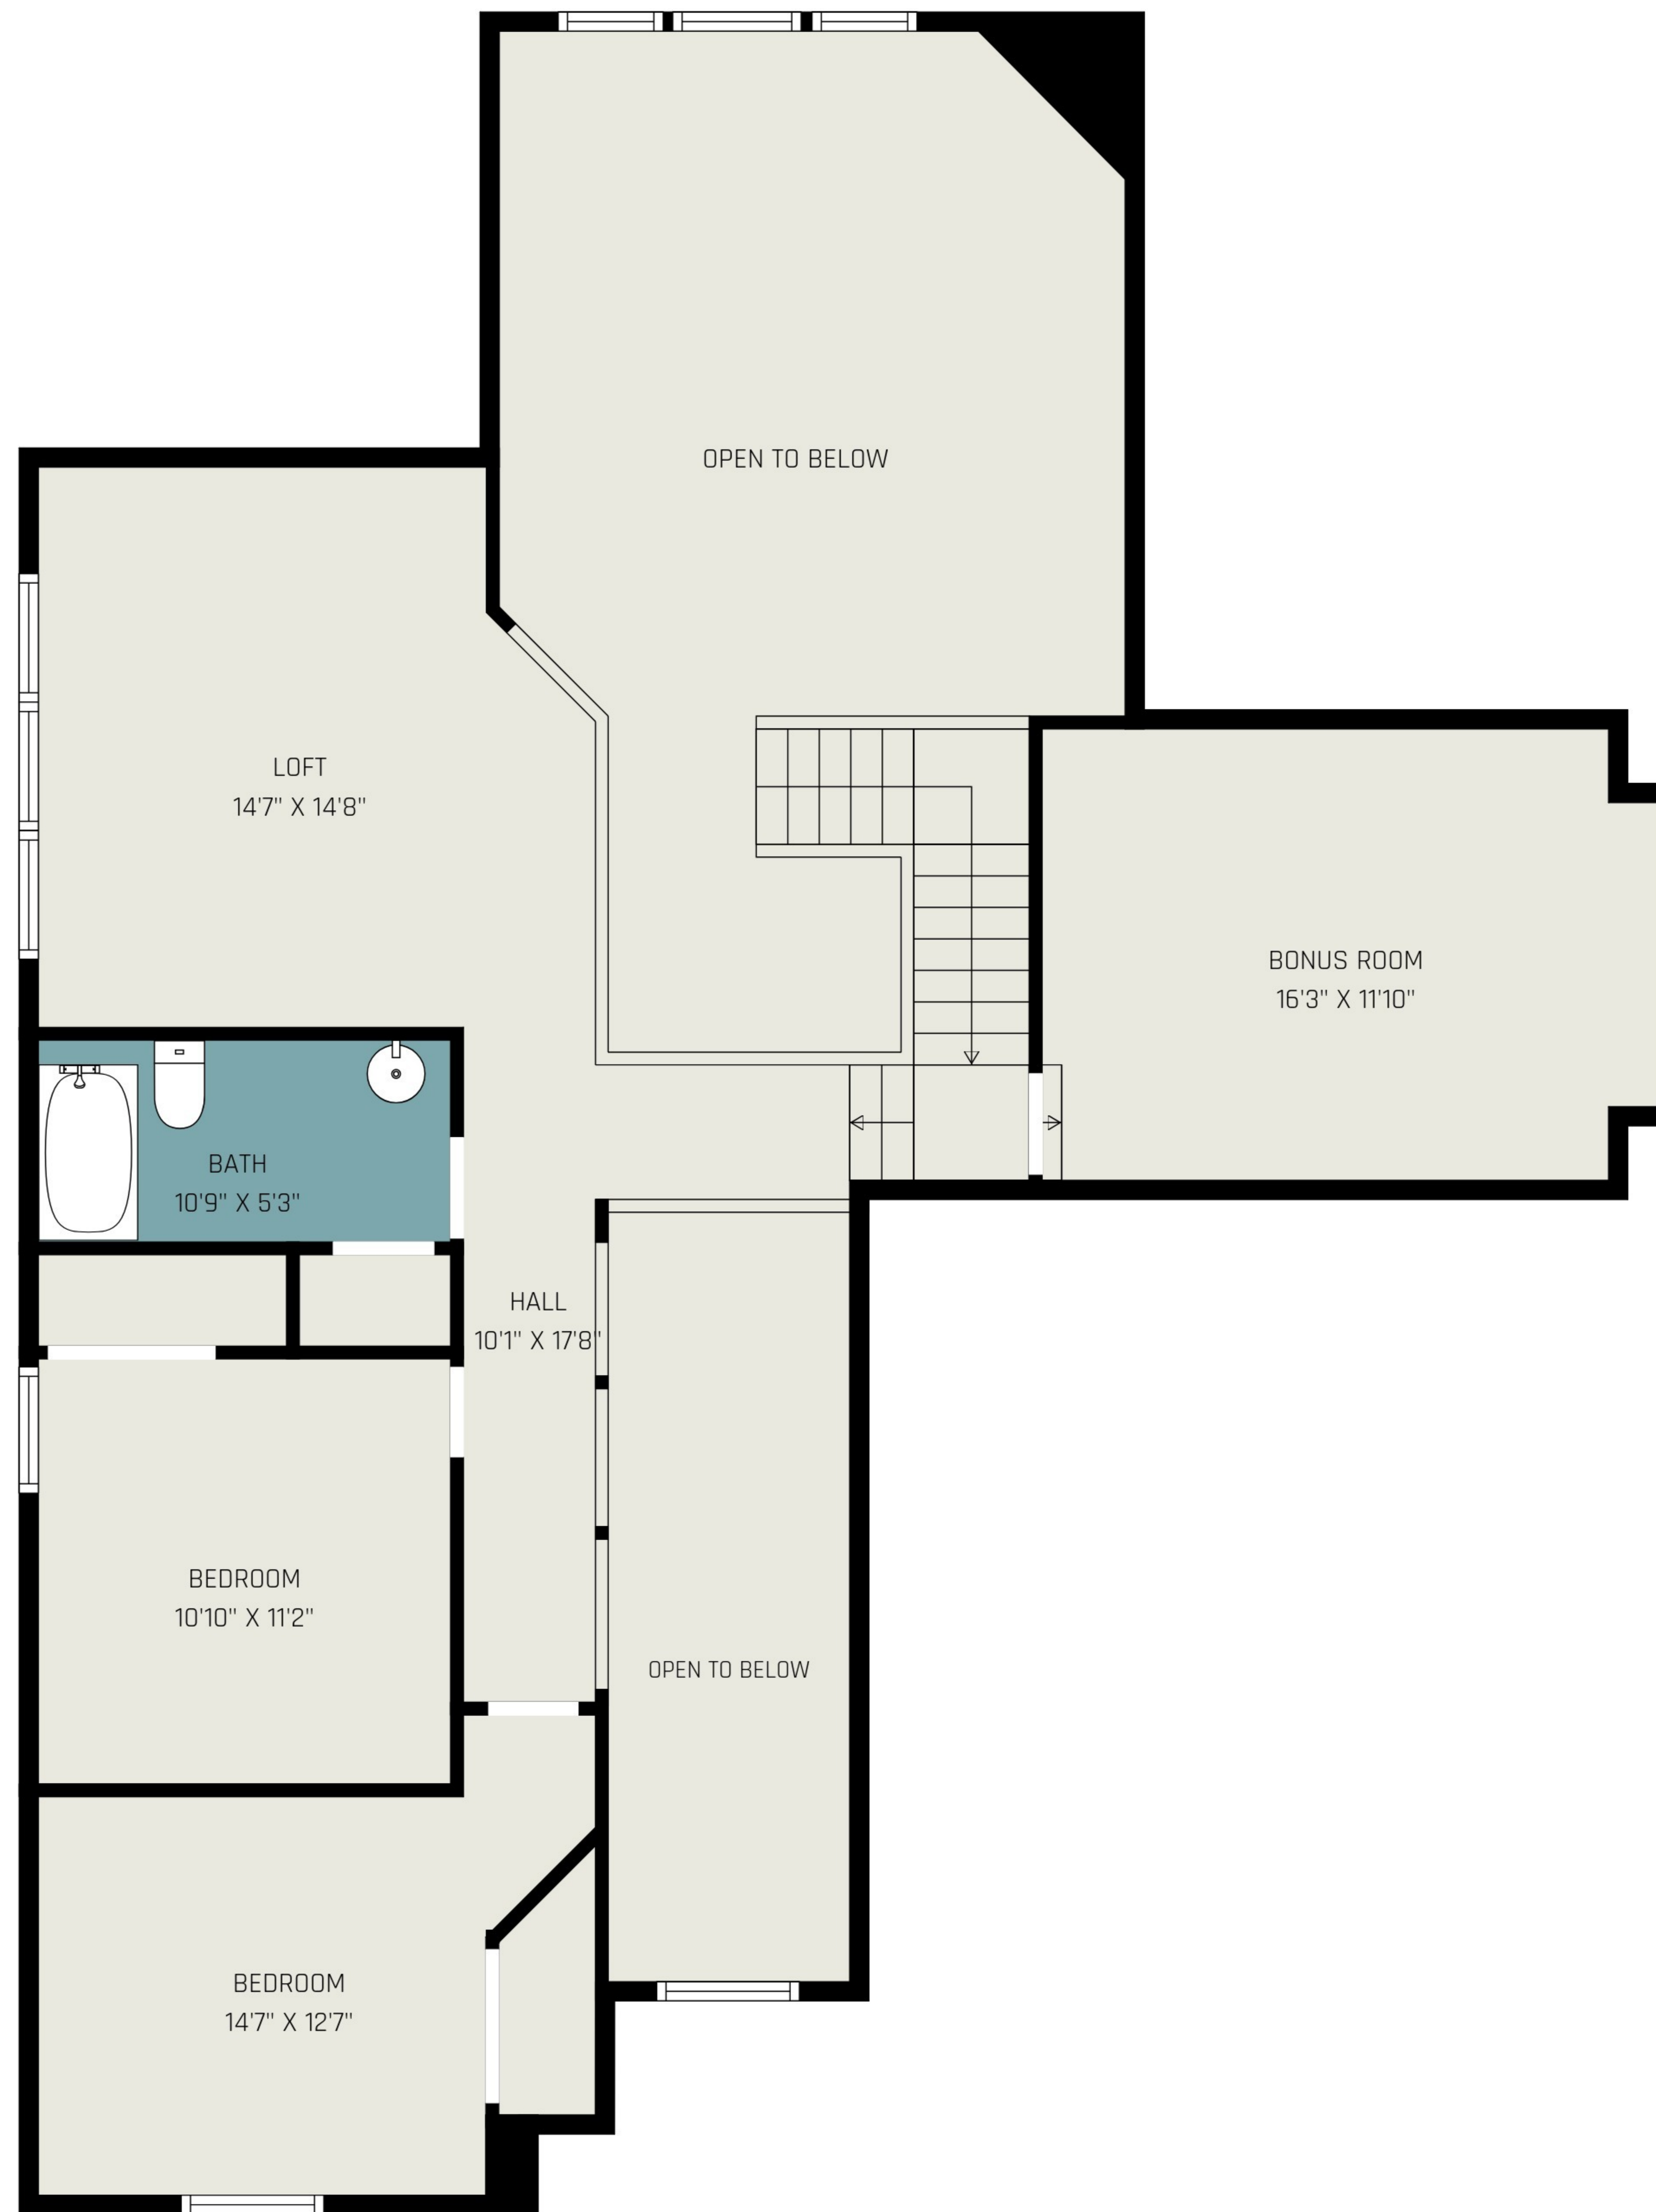 OPEN TO BELOW
LOFT
14'7" X 14'8"
BONUS ROOM
16'3" X 11'10"
BATH
10'9" X 5'3"
HALL
10'1" X 17'8"
BEDROOM
10'10" X 11'2"
OPEN TO BELOW
BEDROOM
14'7" X 12'7"